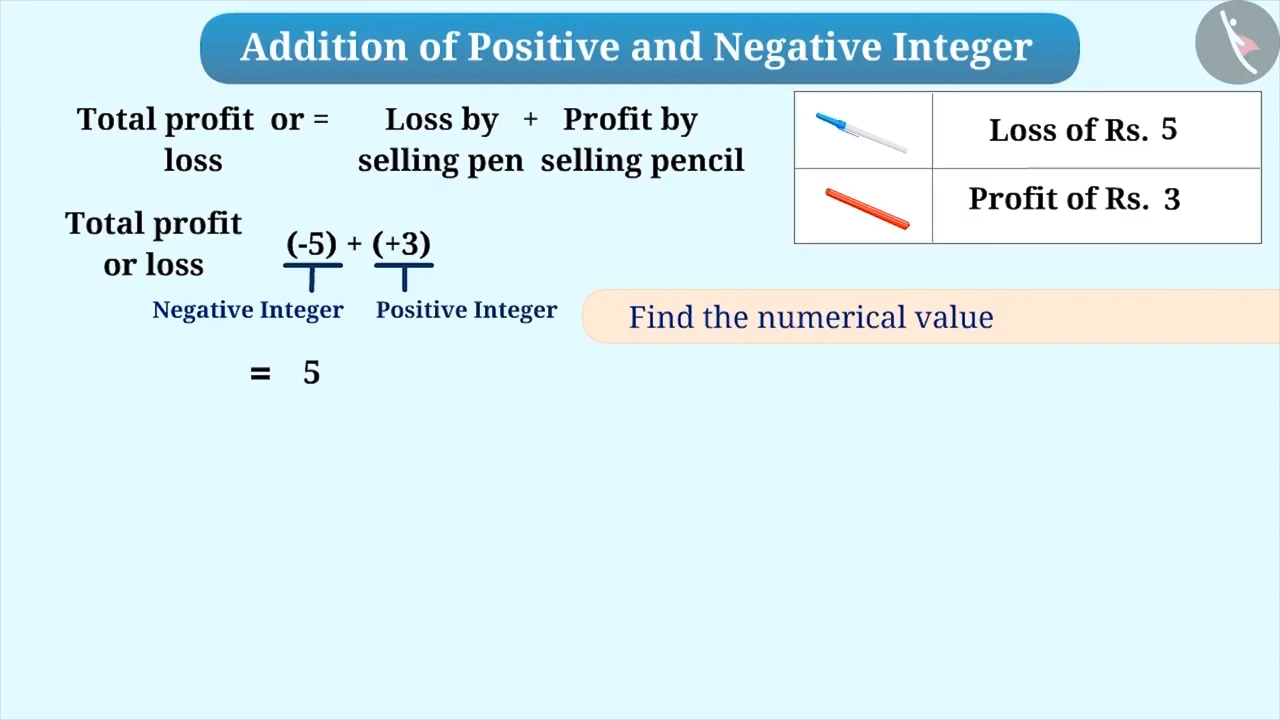 Addition of Positive and Negative Integer
Total profit or = Loss by + Profit by
loss selling pen selling pencil
Loss of Rs. 5
Profit of Rs. 3
Total profit
or loss
(-5) + (+3)
Negative Integer Positive Integer
Find the numerical value
= 5